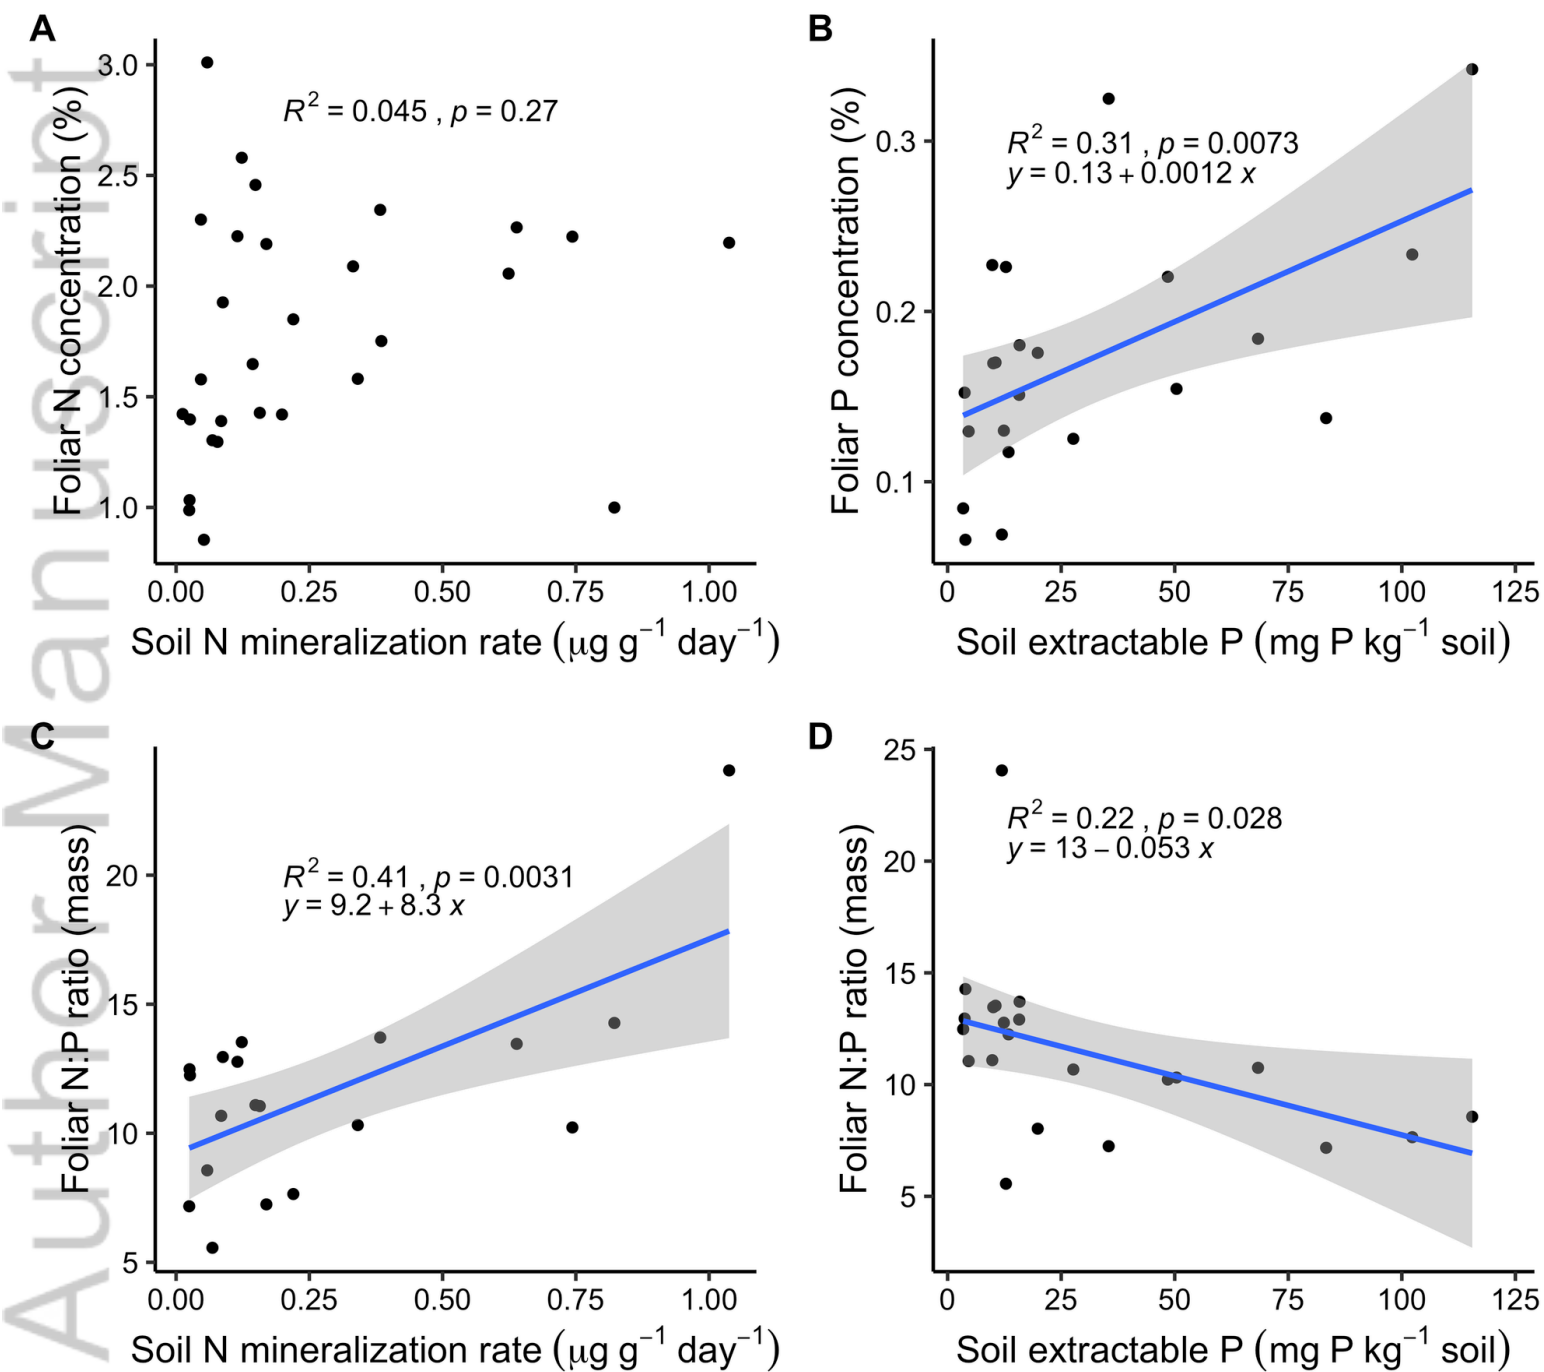 Author Manuscript
A
3.0
2.5
2.0
1.5
1.0
Foliar N concentration (%)
R² = 0.045 , p = 0.27
0.00 0.25 0.50 0.75 1.00
Soil N mineralization rate (μg g⁻¹ day⁻¹)
B
0.3
0.2
0.1
Foliar P concentration (%)
R² = 0.31 , p = 0.0073
y = 0.13 + 0.0012 x
0 25 50 75 100 125
Soil extractable P (mg P kg⁻¹ soil)
C
20
15
10
5
Foliar N:P ratio (mass)
R² = 0.41 , p = 0.0031
y = 9.2 + 8.3 x
0.00 0.25 0.50 0.75 1.00
Soil N mineralization rate (μg g⁻¹ day⁻¹)
D
25
20
15
10
5
Foliar N:P ratio (mass)
R² = 0.22 , p = 0.028
y = 13 − 0.053 x
0 25 50 75 100 125
Soil extractable P (mg P kg⁻¹ soil)